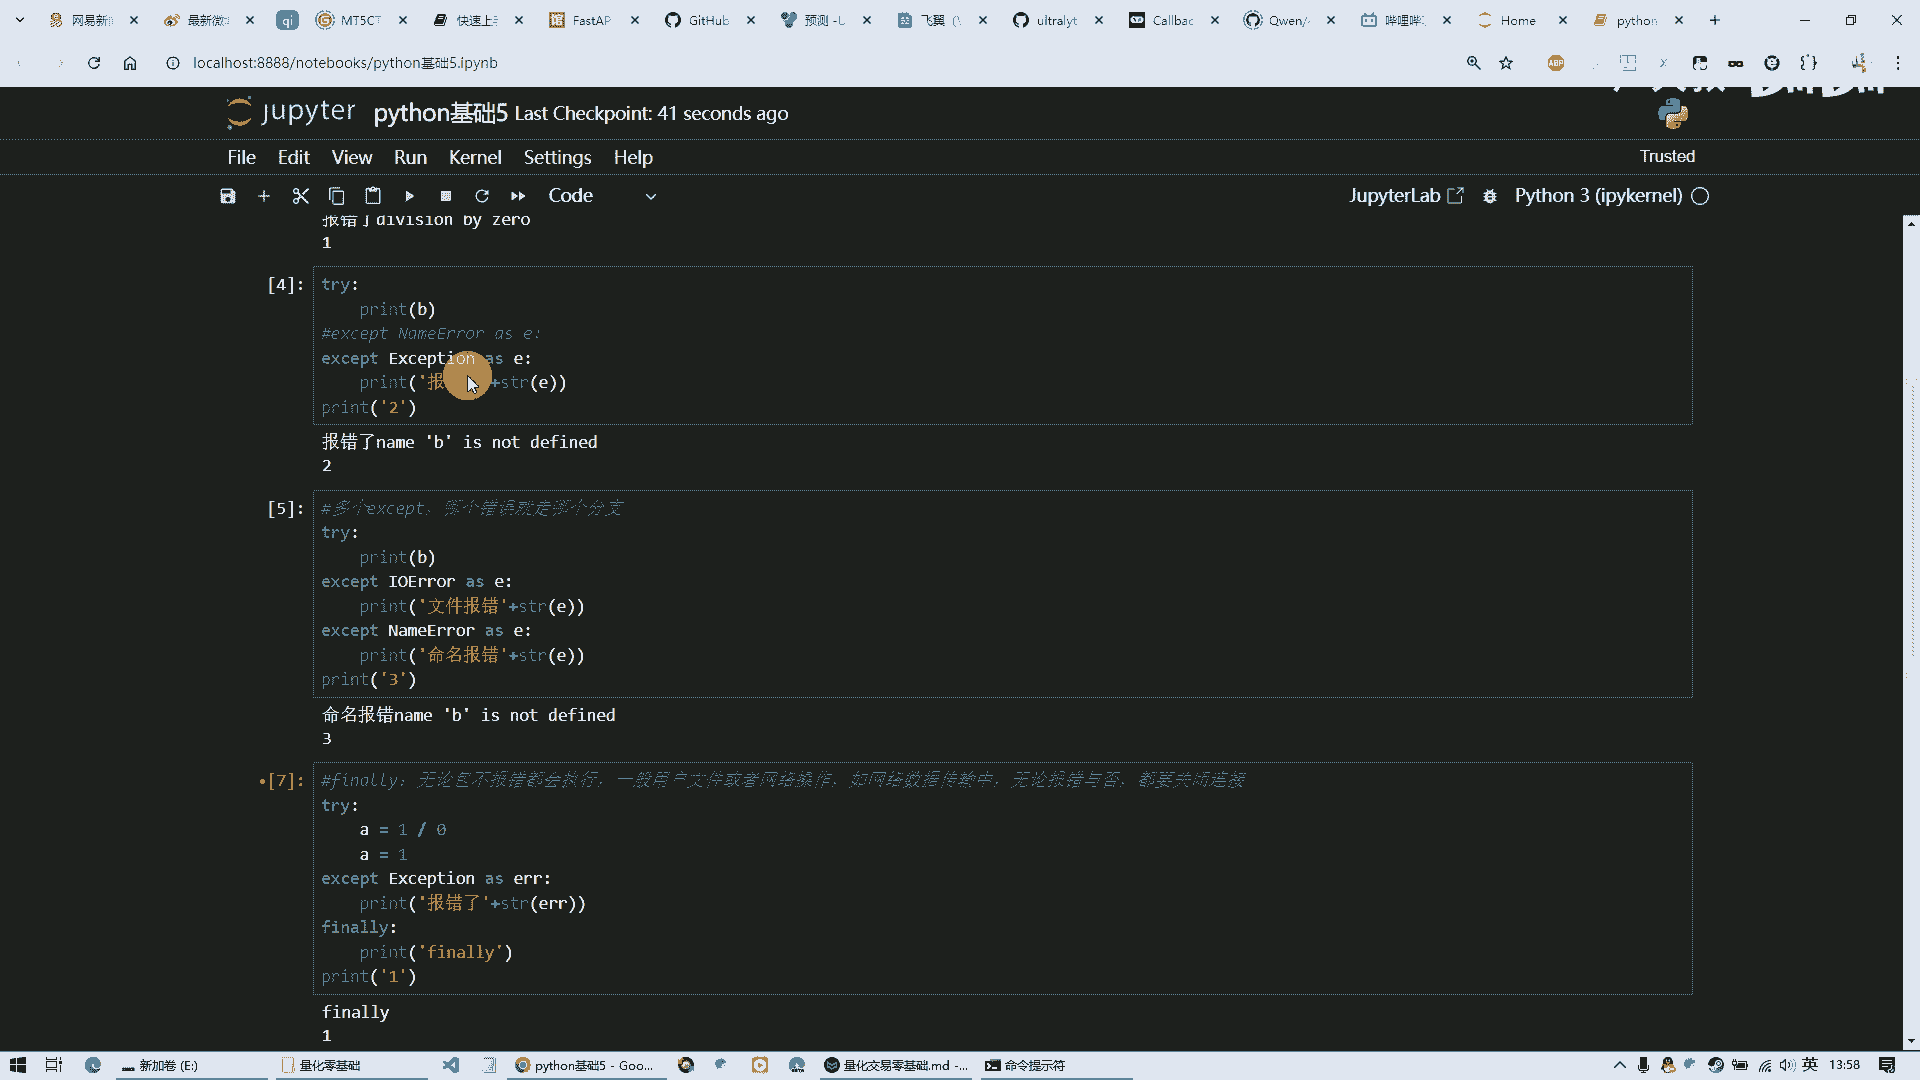 网易新
最新微
qi
MT5CT
快速上手
FastAP
GitHub
预测 - U
飞翼（
ultralyt
Callbac
Qwen/
哔哩哔
Home
python
localhost:8888/notebooks/python基础5.ipynb
ABP
jupyter python基础5 Last Checkpoint: 41 seconds ago
File Edit View Run Kernel Settings Help
Trusted
Code
JupyterLab
Python 3 (ipykernel)
报错了division by zero
1
[4]:
try:
print(b)
#except NameError as e:
except Exception as e:
print('报 +str(e))
print('2')
报错了name 'b' is not defined
2
[5]:
#多个except，哪个错误就走哪个分支
try:
print(b)
except IOError as e:
print('文件报错'+str(e))
except NameError as e:
print('命名报错'+str(e))
print('3')
命名报错name 'b' is not defined
3
•[7]:
#finally：无论包不报错都会执行，一般用户文件或者网络操作，如网络数据传输中，无论报错与否，都要关闭连接
try:
a = 1 / 0
a = 1
except Exception as err:
print('报错了'+str(err))
finally:
print('finally')
print('1')
finally
1
新加卷 (E:)
量化零基础
python基础5 - Goo...
量化交易零基础.md -...
命令提示符
英
13:58